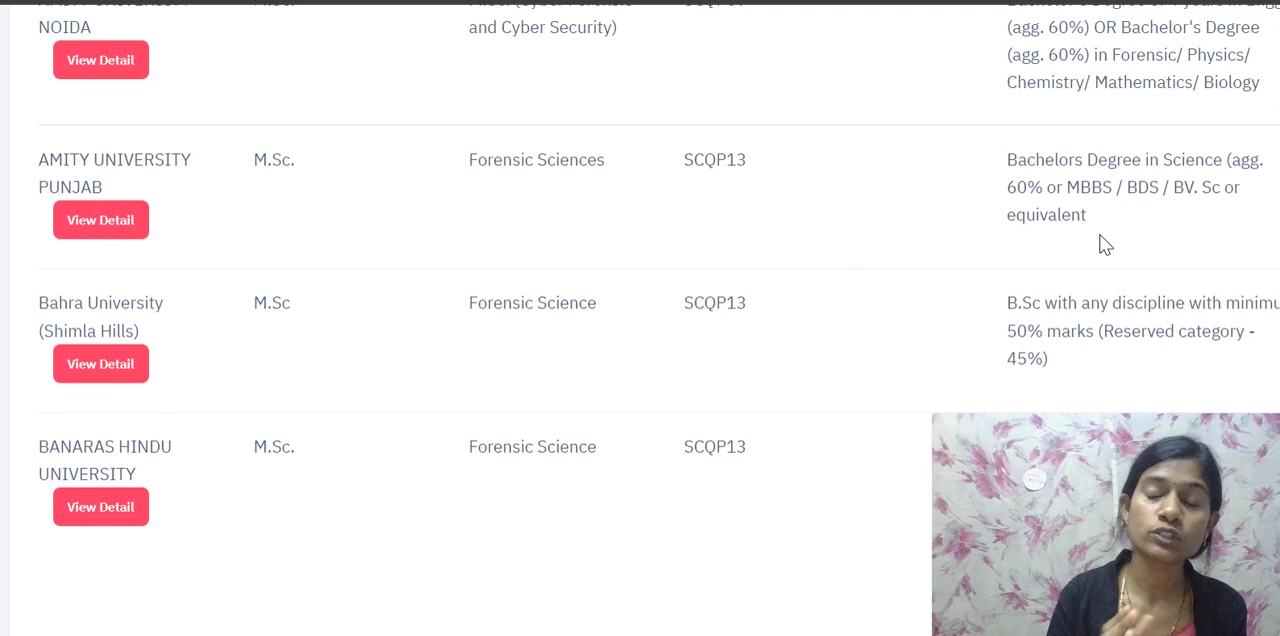 NOIDA
and Cyber Security)
(agg. 60%) OR Bachelor's Degree
(agg. 60%) in Forensic/ Physics/
Chemistry/ Mathematics/ Biology
View Detail
AMITY UNIVERSITY
PUNJAB
M.Sc.
Forensic Sciences
SCQP13
Bachelors Degree in Science (agg.
60% or MBBS / BDS / BV. Sc or
equivalent
View Detail
Bahra University
(Shimla Hills)
M.Sc
Forensic Science
SCQP13
B.Sc with any discipline with
50% marks (Reserved category -
45%)
View Detail
BANARAS HINDU
UNIVERSITY
M.Sc.
Forensic Science
SCQP13
View Detail